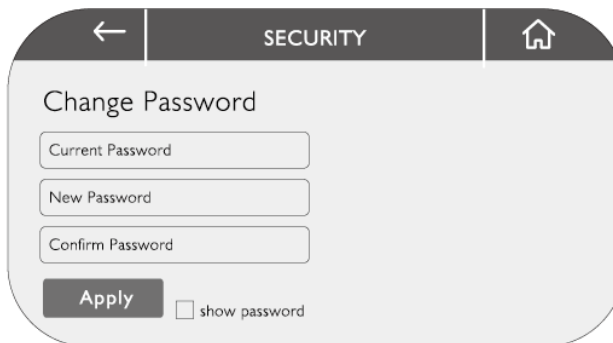 SECURITY
Change Password
Current Password
New Password
Confirm Password
Apply
show password